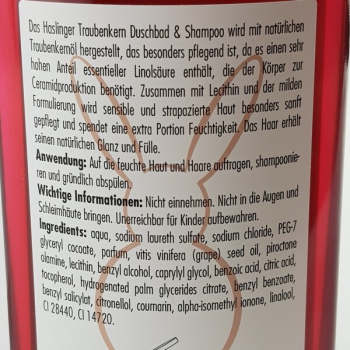 Das Haslinger Traubenkern Duschbad & Shampoo wird mit natürlichen
Traubenkernöl hergestellt, das besonders pflegend ist, da es einen sehr
hohen Anteil essentieller Linolsäure enthält, die der Körper zur
Ceramidproduktion benötigt. Zusammen mit Lecithin und der milden
Formulierung wird sensible und strapazierte Haut besonders sanft
gepflegt und spendet eine extra Portion Feuchtigkeit. Das Haar erhält
seinen natürlichen Glanz und Fülle.
Anwendung: Auf die feuchte Haut und Haare auftragen, shampoonie-
ren und gründlich abspülen.
Wichtige Informationen: Nicht einnehmen. Nicht in die Augen und
Schleimhäute bringen. Unerreichbar für Kinder aufbewahren.
Ingredients: aqua, sodium laureth sulfate, sodium chloride, PEG-7
glyceryl cocoate, parfum, vitis vinifera (grape) seed oil, piroctone
olamine, lecithin, benzyl alcohol, caprylyl glycol, benzoic acid, citric acid,
tocopherol, hydrogenated palm glycerides citrate, benzyl benzoate,
benzyl salicylat, citronellol, coumarin, alpha-isomethyl ionone, linalool,
CI 28440, CI 14720.